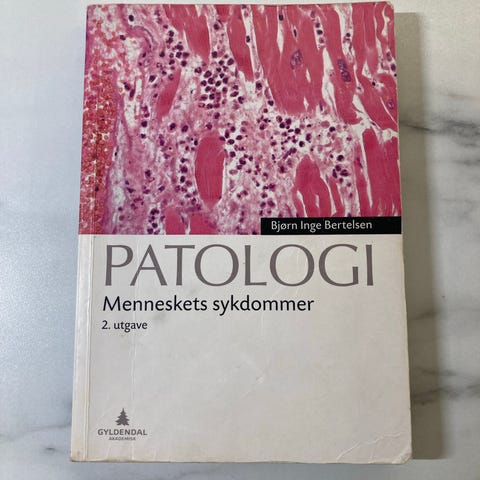 Bjørn Inge Bertelsen
PATOLOGI
Menneskets sykdommer
2. utgave
GYLDENDAL
AKADEMISK